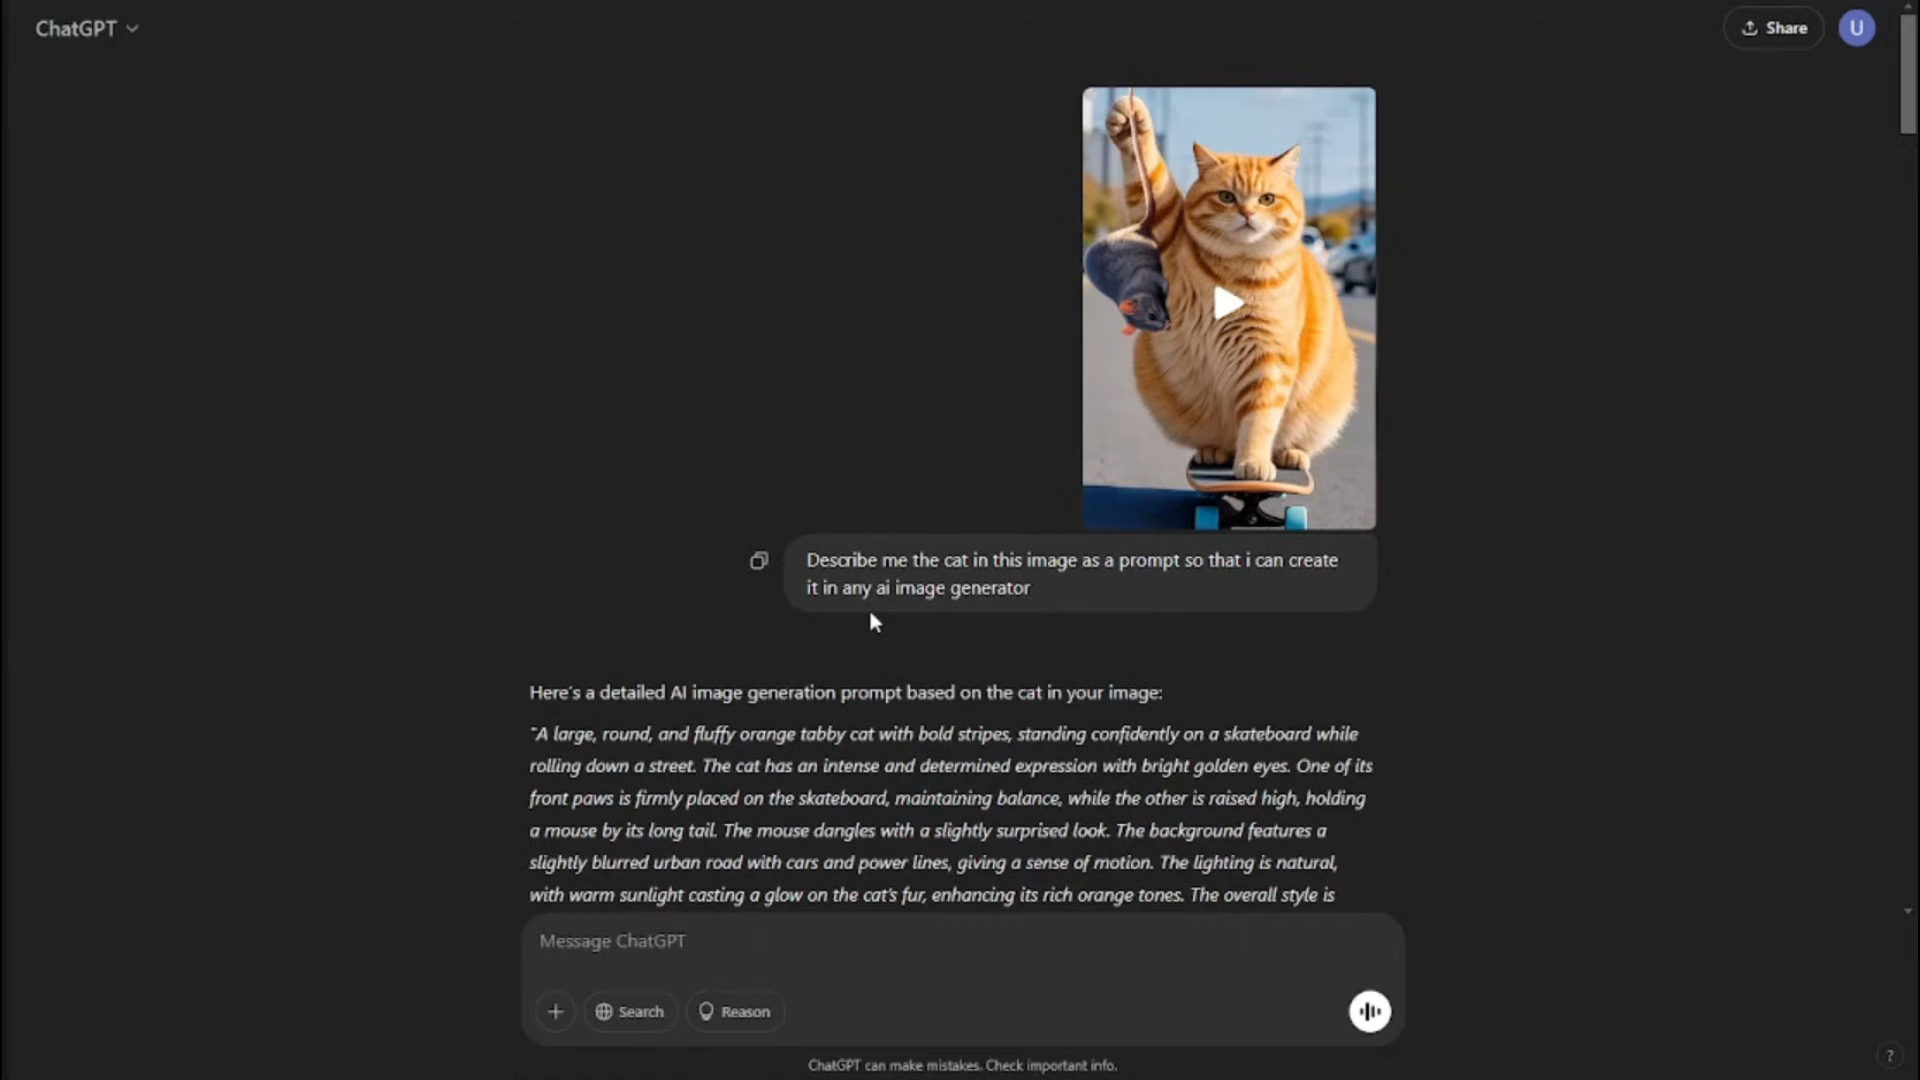 ChatGPT
Share
U
Describe me the cat in this image as a prompt so that i can create
it in any ai image generator
Here's a detailed AI image generation prompt based on the cat in your image:
"A large, round, and fluffy orange tabby cat with bold stripes, standing confidently on a skateboard while
rolling down a street. The cat has an intense and determined expression with bright golden eyes. One of its
front paws is firmly placed on the skateboard, maintaining balance, while the other is raised high, holding
a mouse by its long tail. The mouse dangles with a slightly surprised look. The background features a
slightly blurred urban road with cars and power lines, giving a sense of motion. The lighting is natural,
with warm sunlight casting a glow on the cat's fur, enhancing its rich orange tones. The overall style is
Message ChatGPT
Search
Reason
ChatGPT can make mistakes. Check important info.
?